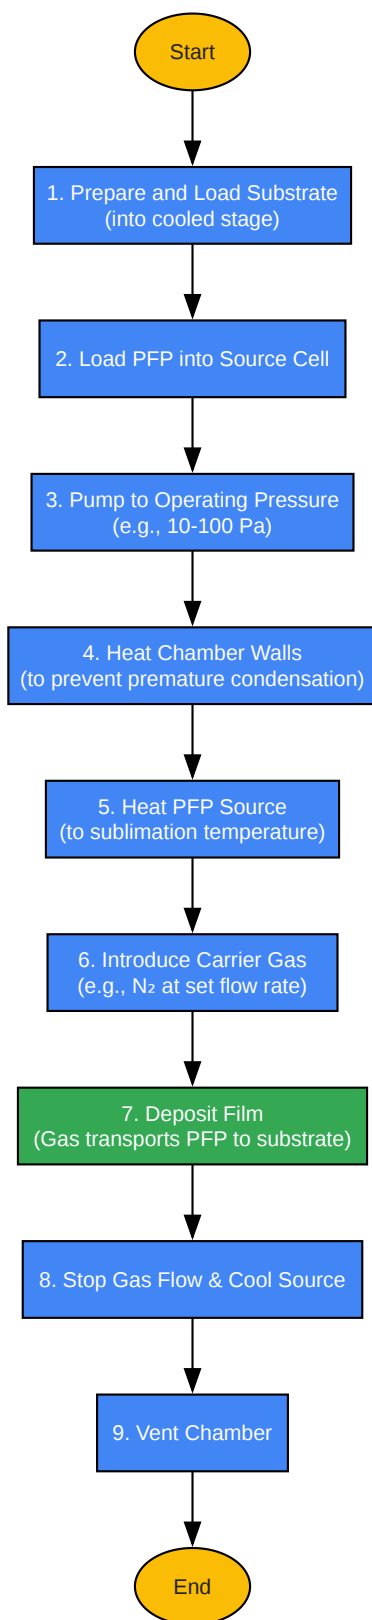 Start
1. Prepare and Load Substrate
(into cooled stage)
2. Load PFP into Source Cell
3. Pump to Operating Pressure
(e.g., 10-100 Pa)
4. Heat Chamber Walls
(to prevent premature condensation)
5. Heat PFP Source
(to sublimation temperature)
6. Introduce Carrier Gas
(e.g., N₂ at set flow rate)
7. Deposit Film
(Gas transports PFP to substrate)
8. Stop Gas Flow & Cool Source
9. Vent Chamber
End